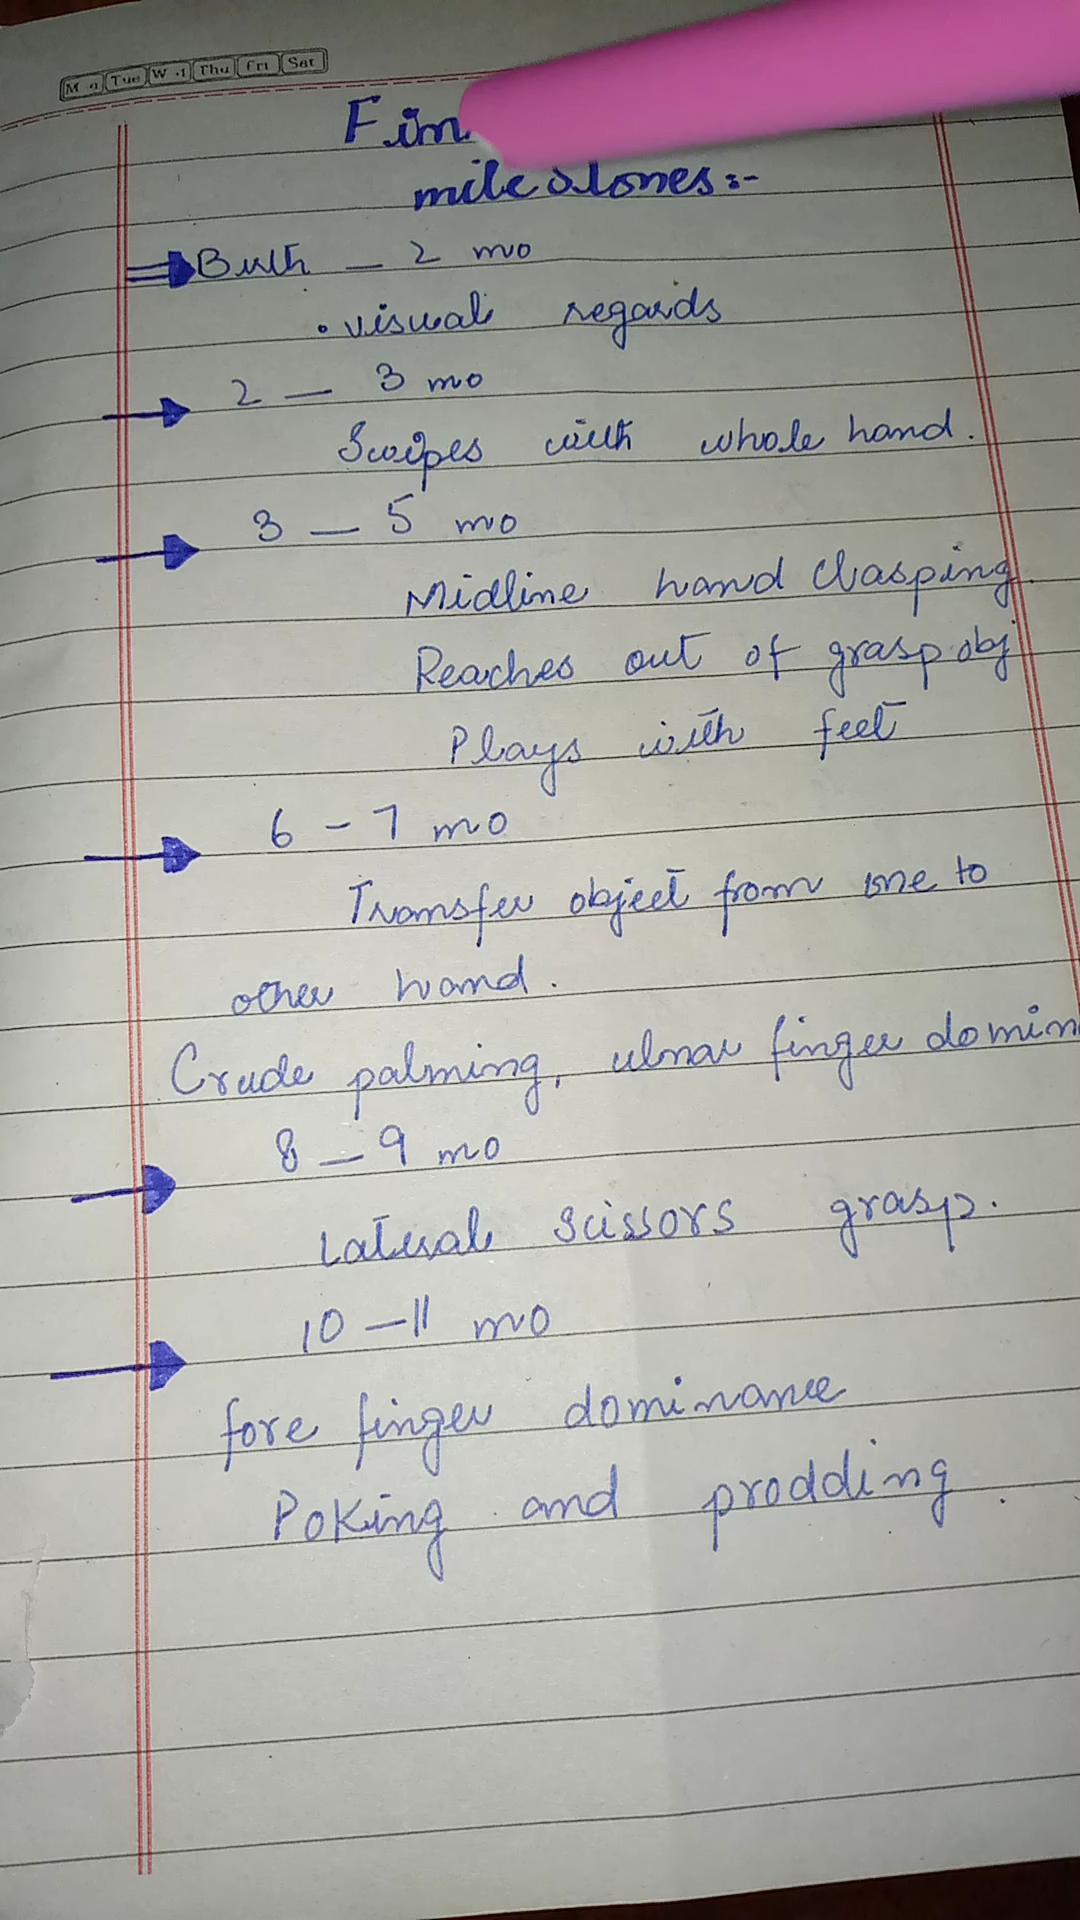 Tue Thu Fri Sat
milestones:-
Birth - 2 mo
• visual regards
2 - 3 mo
Swipes with whole hand.
3 - 5 mo
Midline hand Clasping
Reaches out of grasp obj
Plays with feet
6 - 7 mo
Transfer object from one to
other hand.
Crude palming, ulnar finger domin
8 - 9 mo
Lateral scissors grasp.
10 - 11 mo
fore finger dominance
Poking and prodding